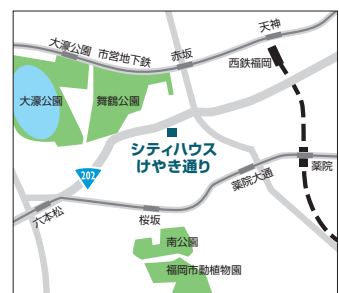 天神
大濠公園
市営地下鉄
赤坂
西鉄福岡
大濠公園
舞鶴公園
シティハウス
けやき通り
薬院
202
薬院大通
六本松
桜坂
南公園
福岡市動植物園